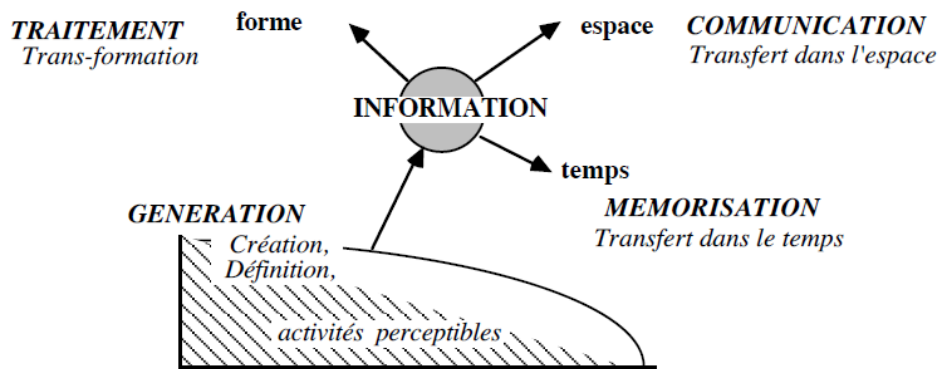 TRAITEMENT
Trans-formation
forme
espace
COMMUNICATION
Transfert dans l'espace
INFORMATION
temps
MEMORISATION
Transfert dans le temps
GENERATION
Création,
Définition,
activités perceptibles